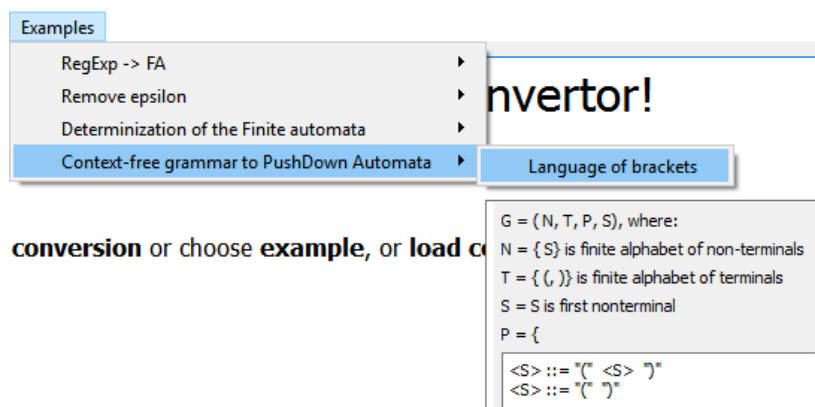 Examples
RegExp -> FA
Remove epsilon
Determinization of the Finite automata
Context-free grammar to PushDown Automata
Language of brackets
nvertor!
conversion or choose example, or load c
G = ( N, T, P, S), where:
N = { S} is finite alphabet of non-terminals
T = { (, )} is finite alphabet of terminals
S = S is first nonterminal
P = {
<S> ::= "(" <S> ")"
<S> ::= "(" ")"